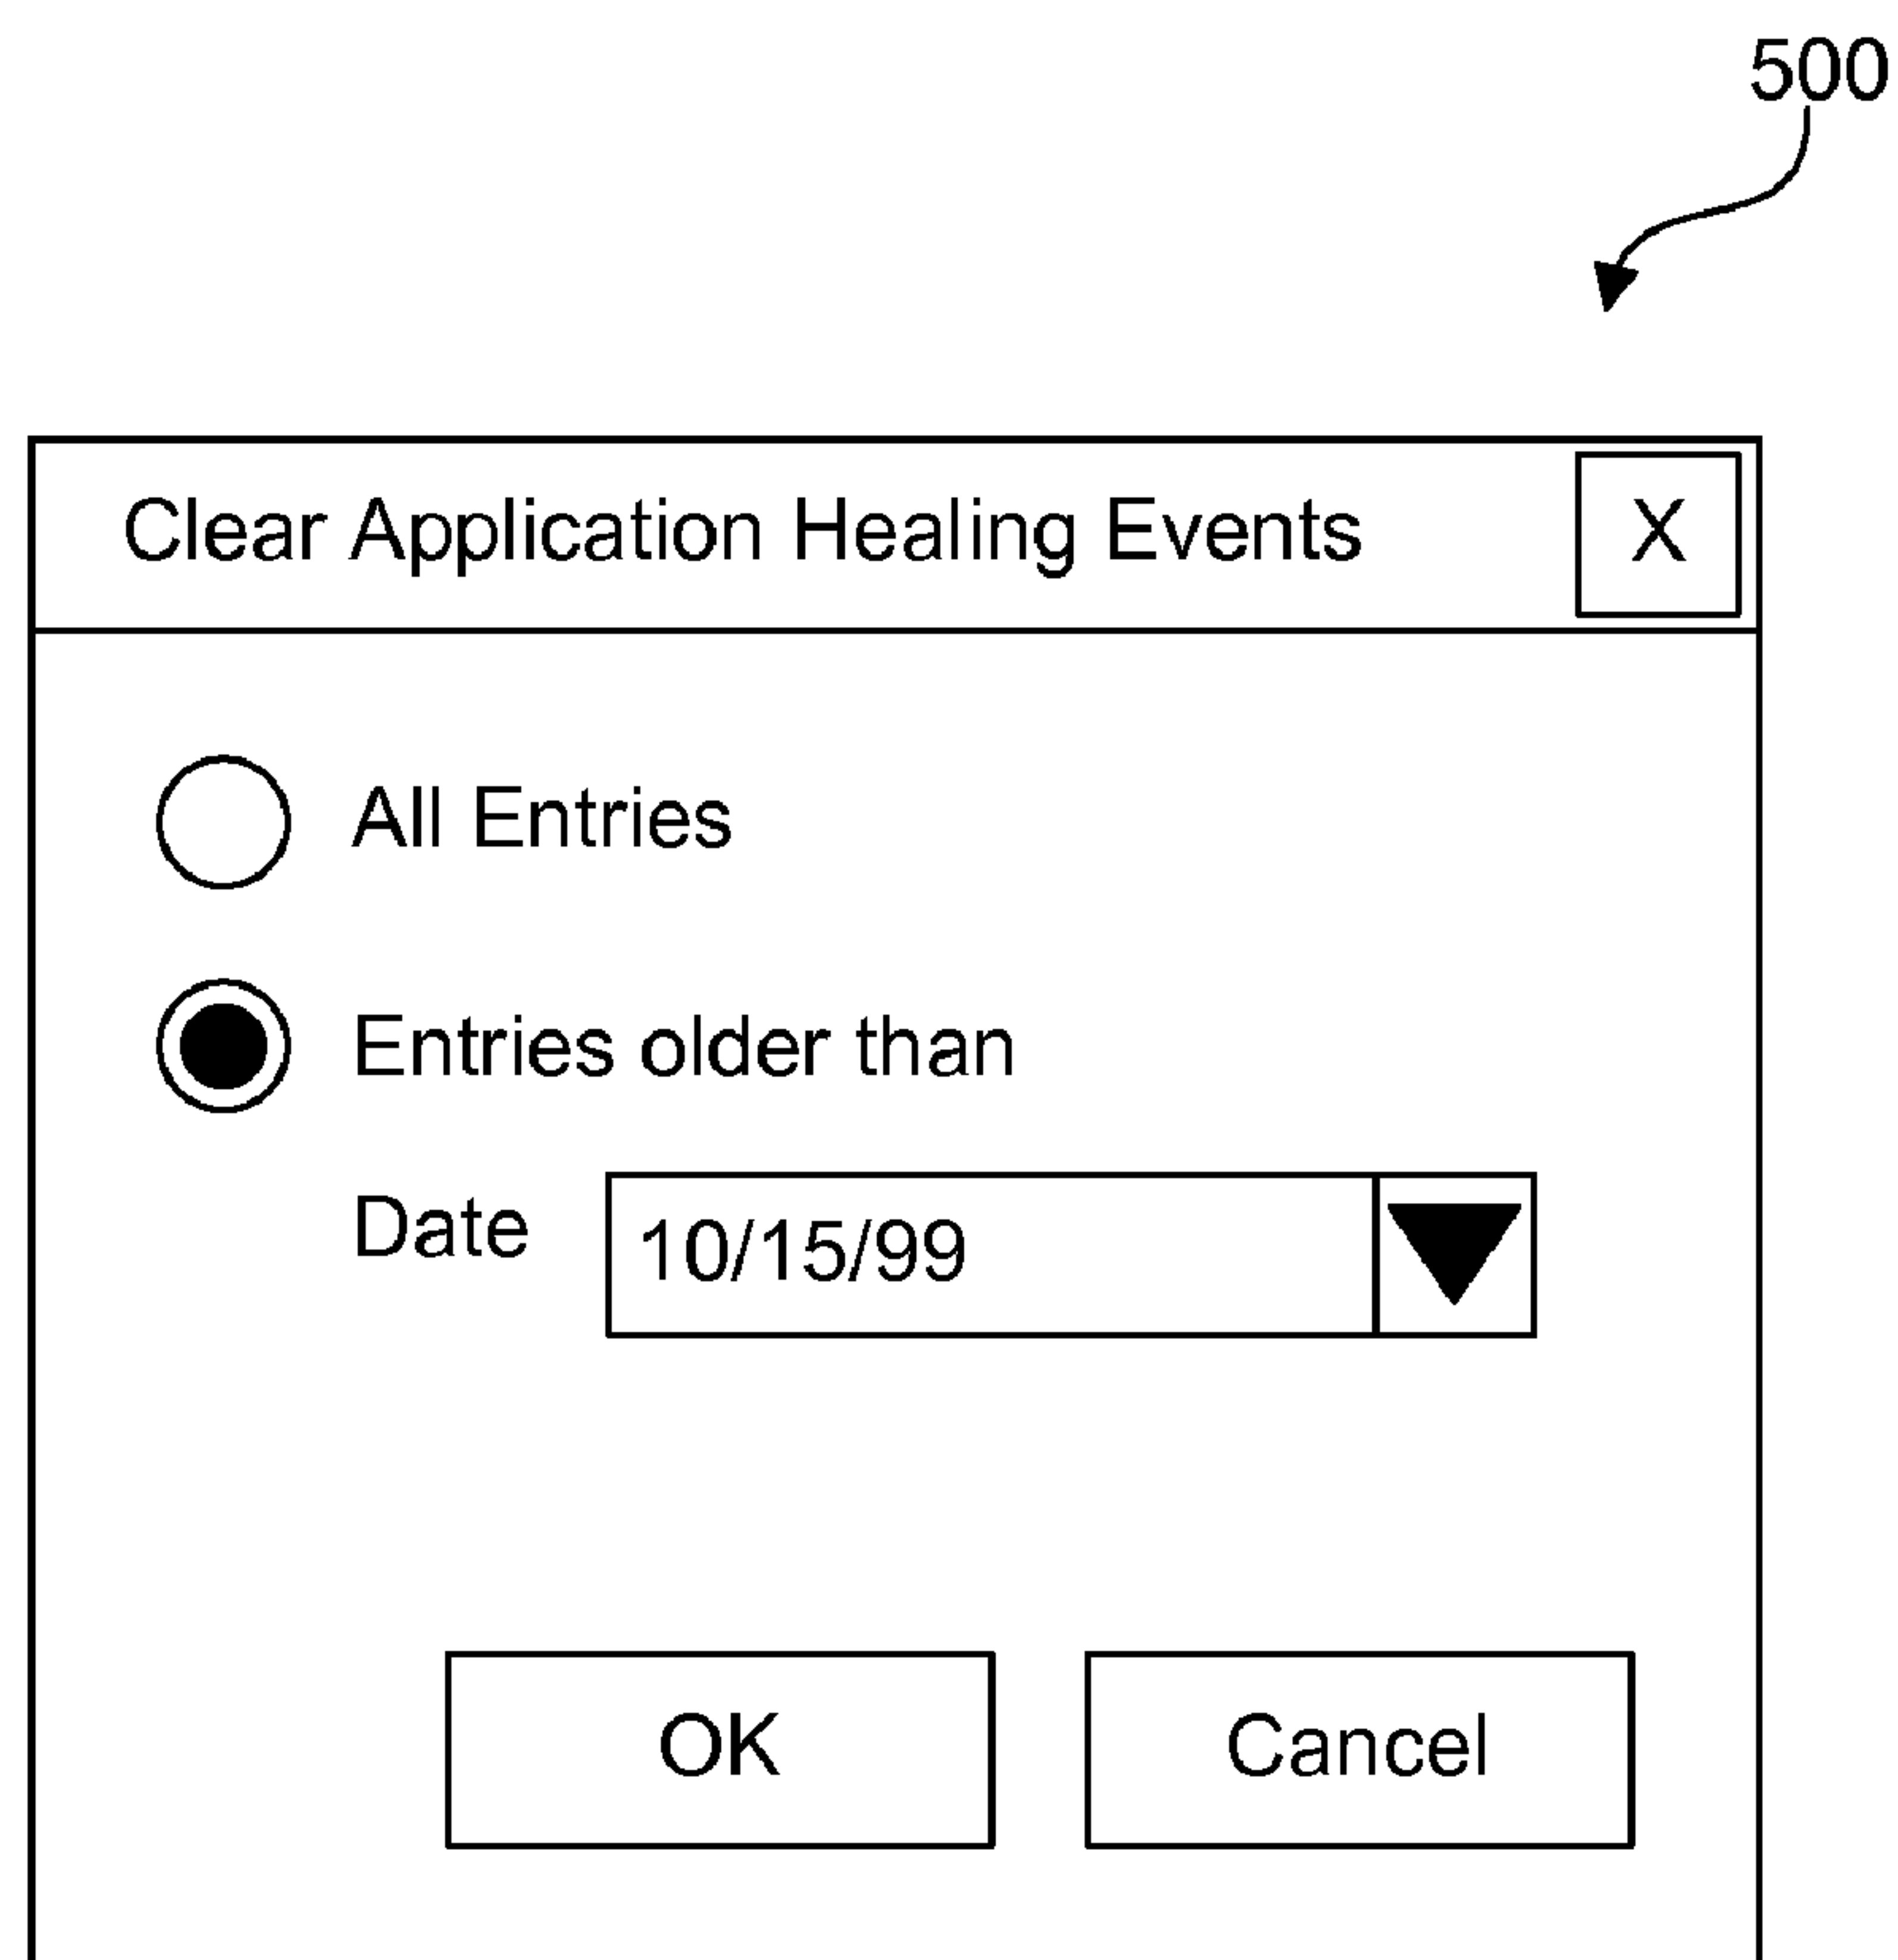 500
Clear Application Healing Events X
All Entries
Entries older than
Date 10/15/99
OK Cancel